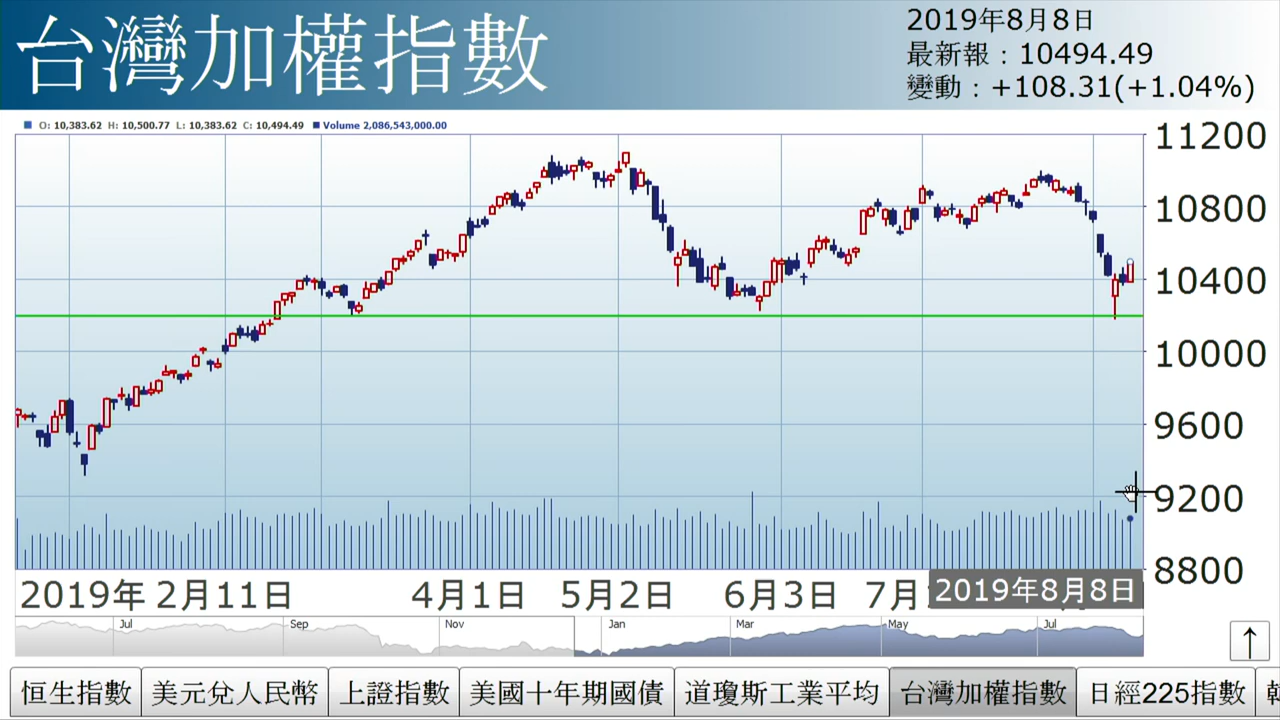 台灣加權指數
2019年8月8日
最新報：10494.49
變動：+108.31(+1.04%)
O: 10,383.62 H: 10,500.77 L: 10,383.62 C: 10,494.49 Volume 2,086,543,000.00
11200
10800
10400
10000
9600
9200
8800
2019年 2月11日 4月1日 5月2日 6月3日 7月 2019年8月8日
Jul Sep Nov Jan Mar May Jul
↑
恒生指數 美元兌人民幣 上證指數 美國十年期國債 道瓊斯工業平均 台灣加權指數 日經225指數